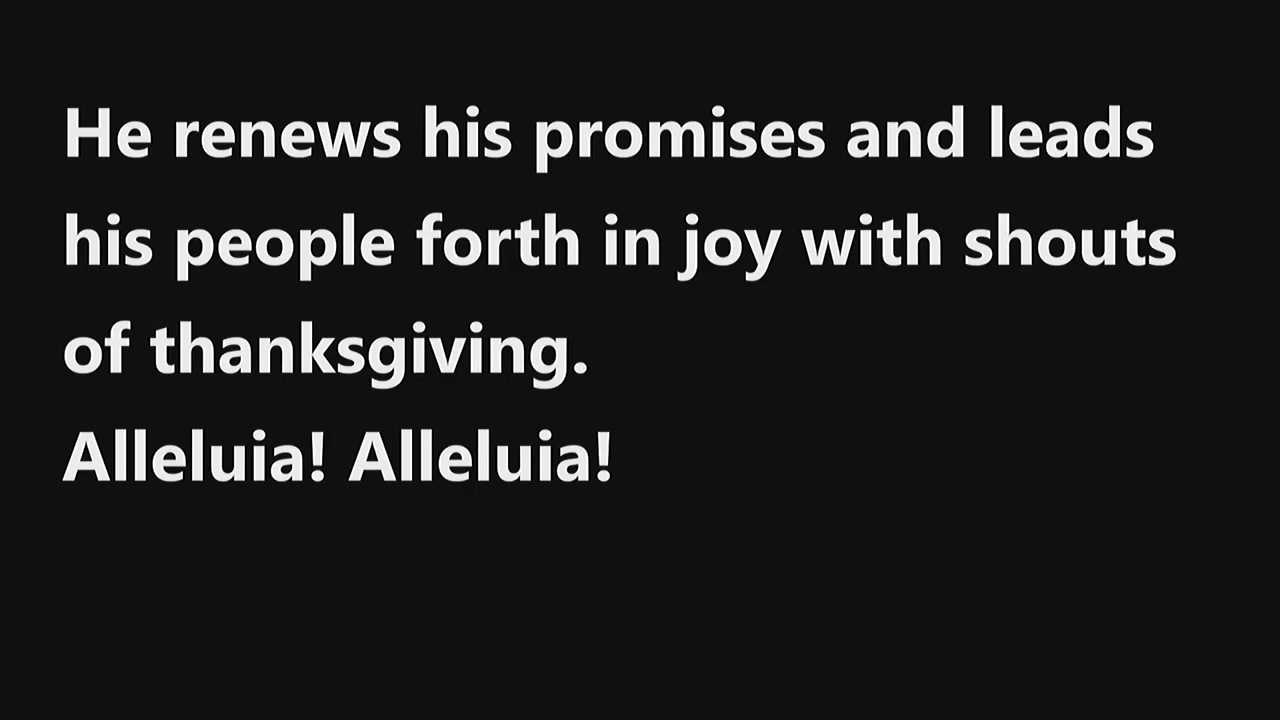 He renews his promises and leads
his people forth in joy with shouts
of thanksgiving.
Alleluia! Alleluia!